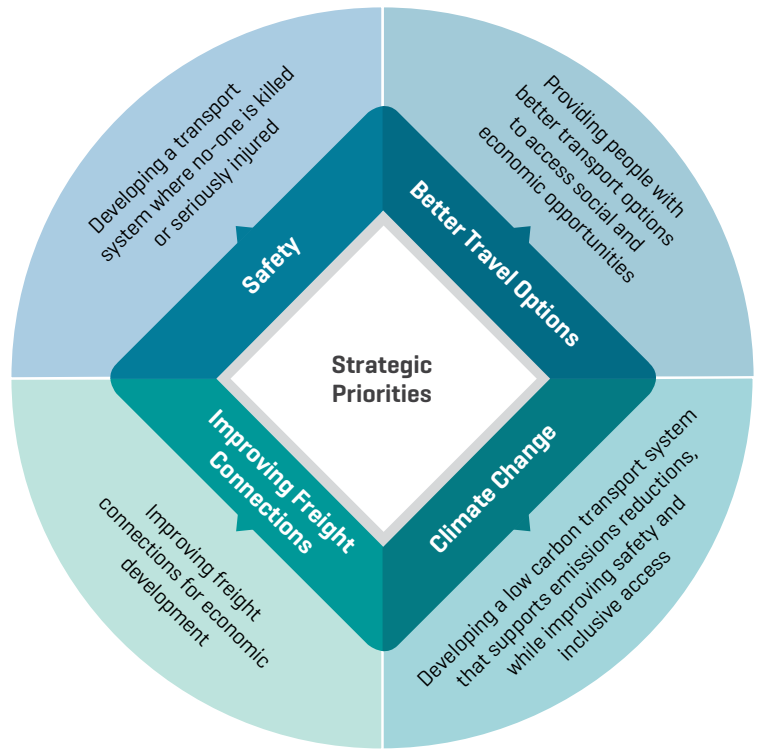 Developing a transport
system where no-one is killed
or seriously injured
Safety
Providing people with
better transport options
to access social and
economic opportunities
Better Travel Options
Strategic
Priorities
Improving Freight
Connections
Improving freight
connections for economic
development
Climate Change
Developing a low carbon transport system
that supports emissions reductions,
while improving safety and
inclusive access